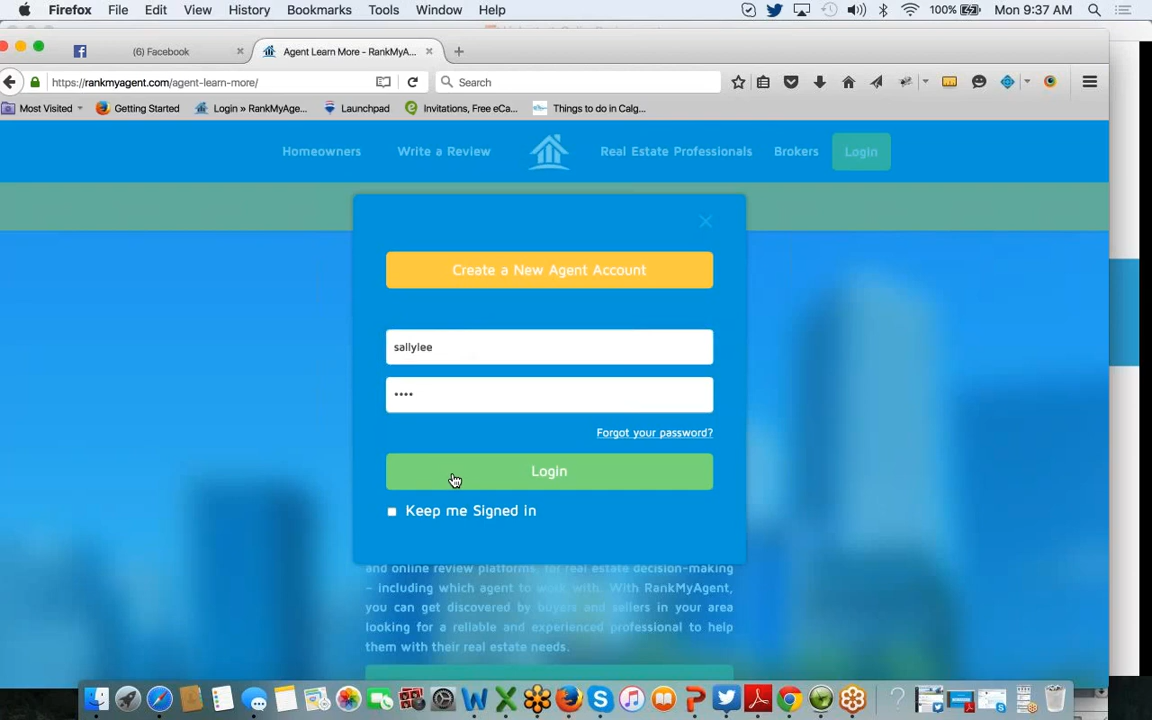 Firefox File Edit View History Bookmarks Tools Window Help 100% Mon 9:37 AM
(6) Facebook × Agent Learn More - RankMyA... × +
https://rankmyagent.com/agent-learn-more/ Search
Most Visited Getting Started Login » RankMyAge... Launchpad Invitations, Free eCa... Things to do in Calg...
Homeowners Write a Review Real Estate Professionals Brokers Login
Create a New Agent Account
sallylee
••••
Forgot your password?
Login
Keep me Signed in
and online review platforms, for real estate decision-making
– including which agent to work with. With RankMyAgent,
you can get discovered by buyers and sellers in your area
looking for a reliable and experienced professional to help
them with their real estate needs.